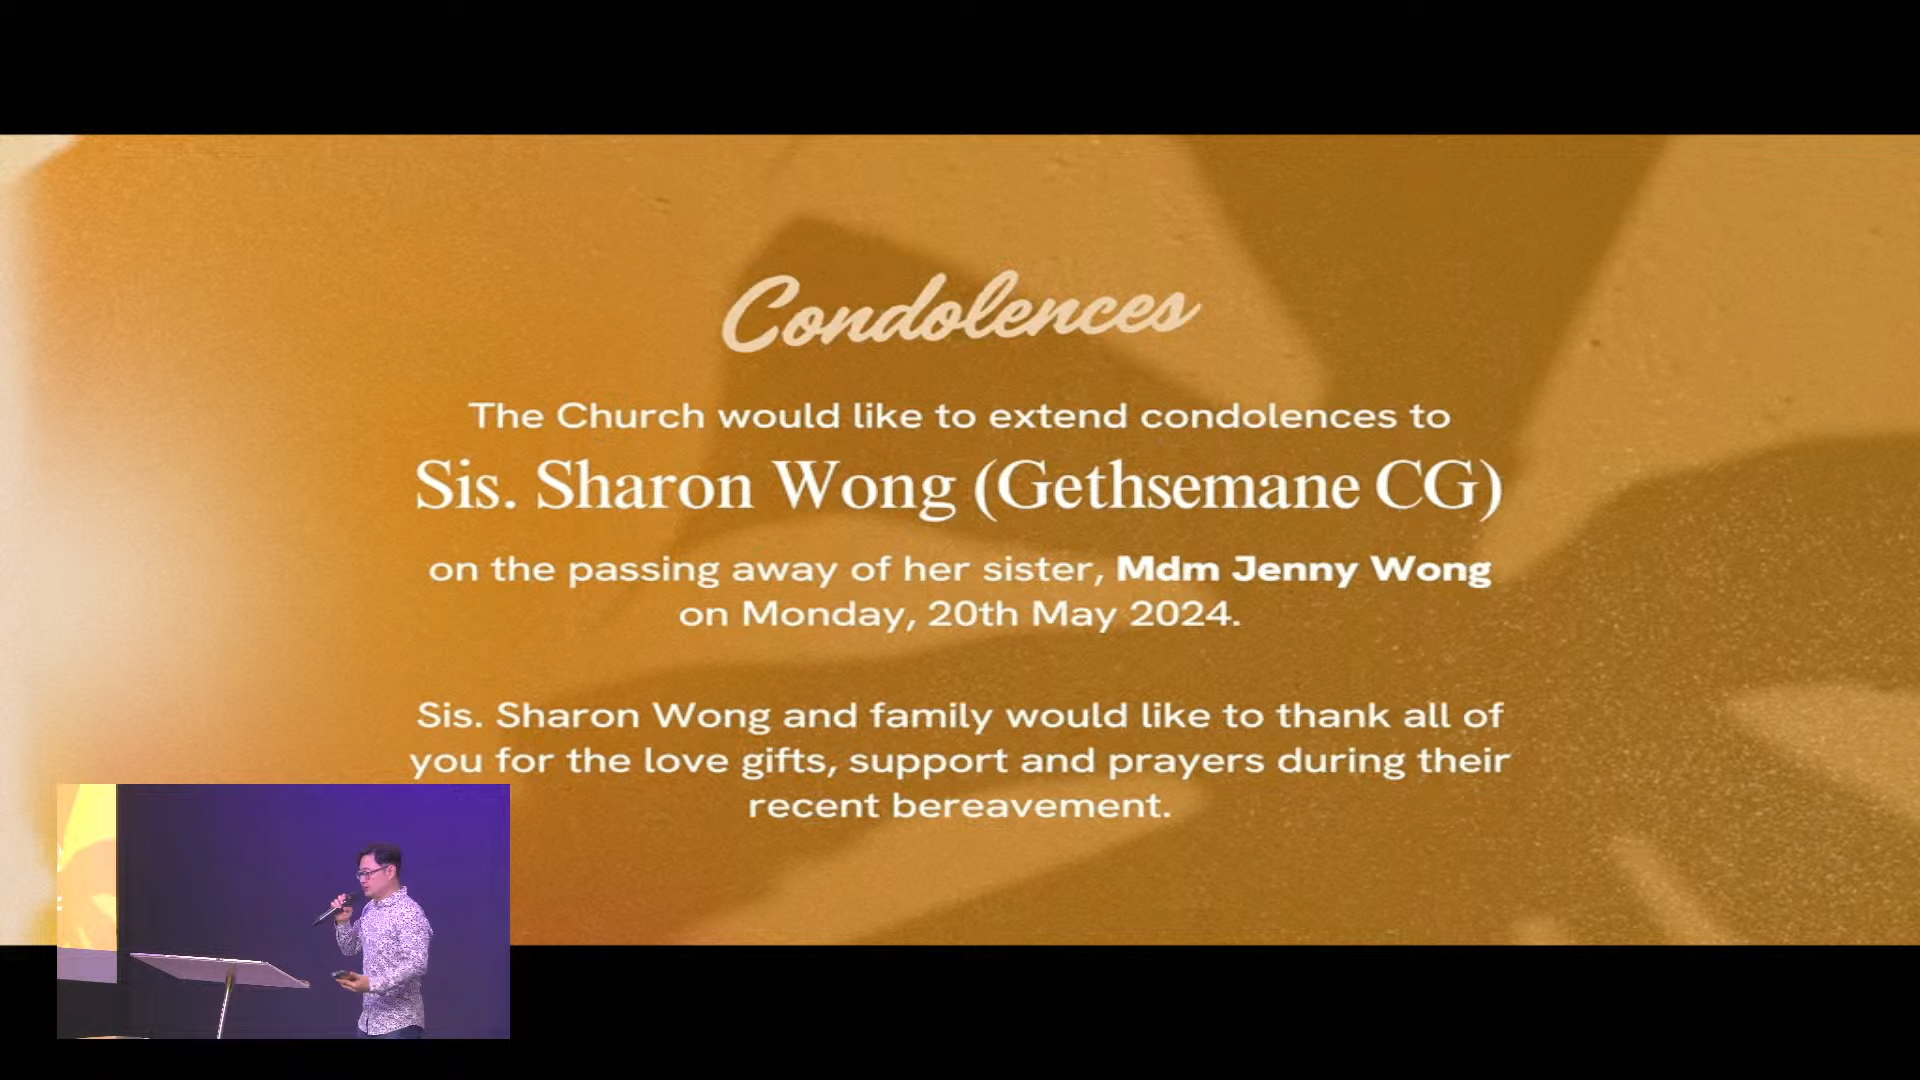 Condolences
The Church would like to extend condolences to
Sis. Sharon Wong (Gethsemane CG)
on the passing away of her sister, Mdm Jenny Wong
on Monday, 20th May 2024.
Sis. Sharon Wong and family would like to thank all of
you for the love gifts, support and prayers during their
recent bereavement.